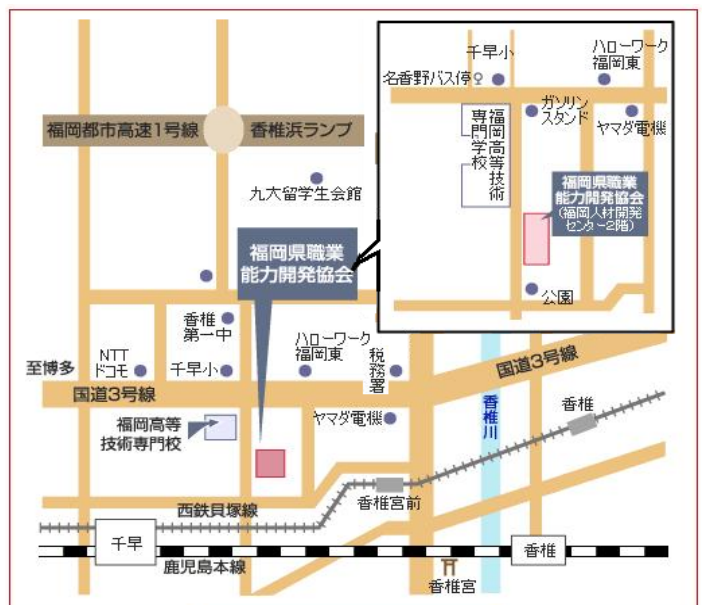 福岡都市高速1号線
香椎浜ランプ
九大留学生会館
福岡県職業
能力開発協会
香椎
第一中
NTT
ドコモ
千早小
ハローワーク
福岡東
税務署
至博多
国道3号線
国道3号線
福岡高等
技術専門校
ヤマダ電機
香椎川
香椎
西鉄貝塚線
香椎宮前
千早
鹿児島本線
香椎
香椎宮
千早小
ハローワーク
福岡東
名香野バス停
福岡高等技術
専門学校
ガソリン
スタンド
ヤマダ電機
福岡県職業
能力開発協会
(福岡人材開発
センター2階)
公園